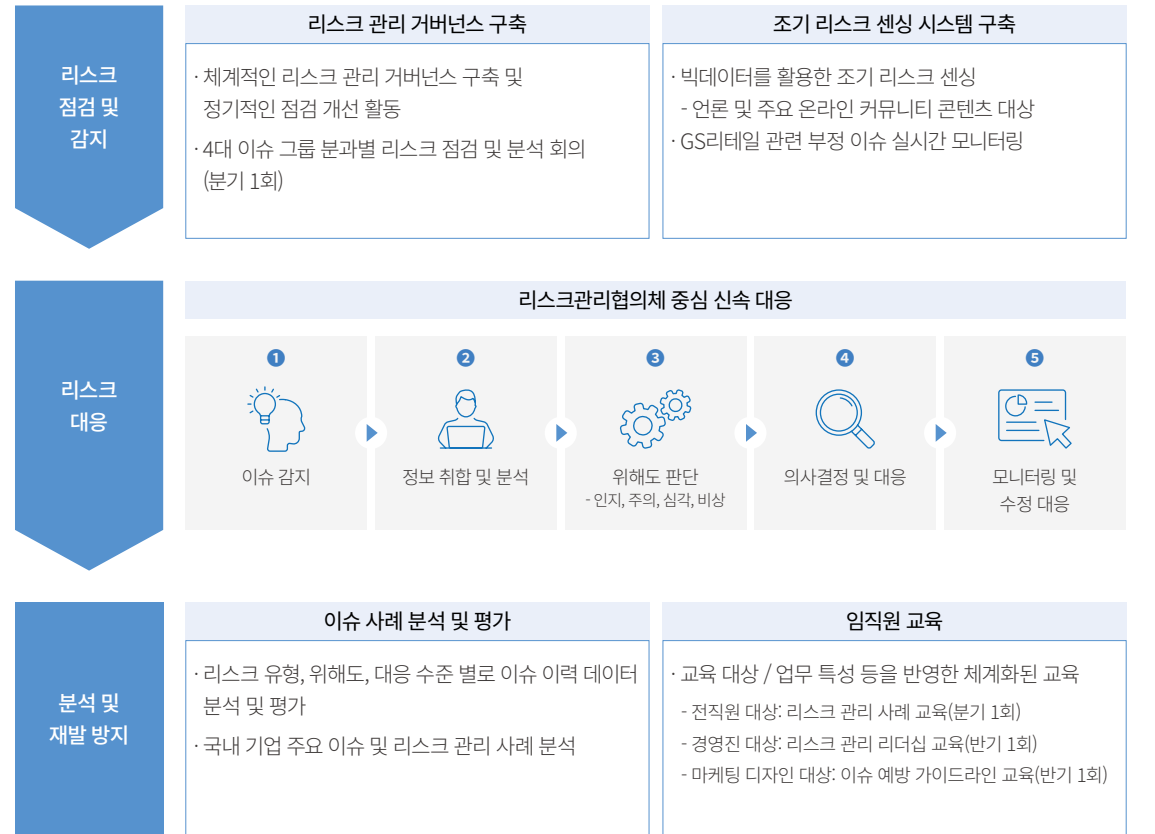 리스크
점검 및
감지
리스크 관리 거버넌스 구축
· 체계적인 리스크 관리 거버넌스 구축 및
정기적인 점검 개선 활동
· 4대 이슈 그룹 분과별 리스크 점검 및 분석 회의
(분기 1회)
조기 리스크 센싱 시스템 구축
· 빅데이터를 활용한 조기 리스크 센싱
- 언론 및 주요 온라인 커뮤니티 콘텐츠 대상
· GS리테일 관련 부정 이슈 실시간 모니터링
리스크
대응
리스크관리협의체 중심 신속 대응
1
이슈 감지
2
정보 취합 및 분석
3
위해도 판단
- 인지, 주의, 심각, 비상
4
의사결정 및 대응
5
모니터링 및
수정 대응
분석 및
재발 방지
이슈 사례 분석 및 평가
· 리스크 유형, 위해도, 대응 수준 별로 이슈 이력 데이터
분석 및 평가
· 국내 기업 주요 이슈 및 리스크 관리 사례 분석
임직원 교육
· 교육 대상 / 업무 특성 등을 반영한 체계화된 교육
- 전직원 대상: 리스크 관리 사례 교육(분기 1회)
- 경영진 대상: 리스크 관리 리더십 교육(반기 1회)
- 마케팅 디자인 대상: 이슈 예방 가이드라인 교육(반기 1회)